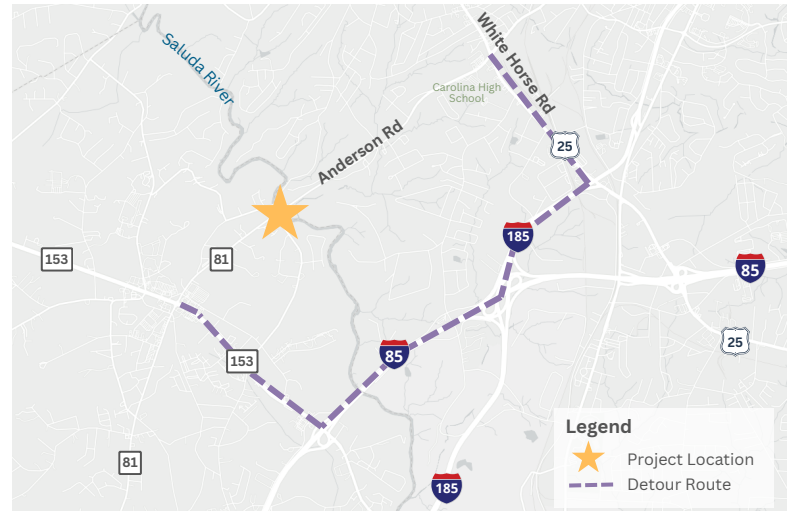 Saluda River
White Horse Rd
Carolina High
School
Anderson Rd
25
185
153
81
85
153
85
25
81
185
Legend
Project Location
Detour Route